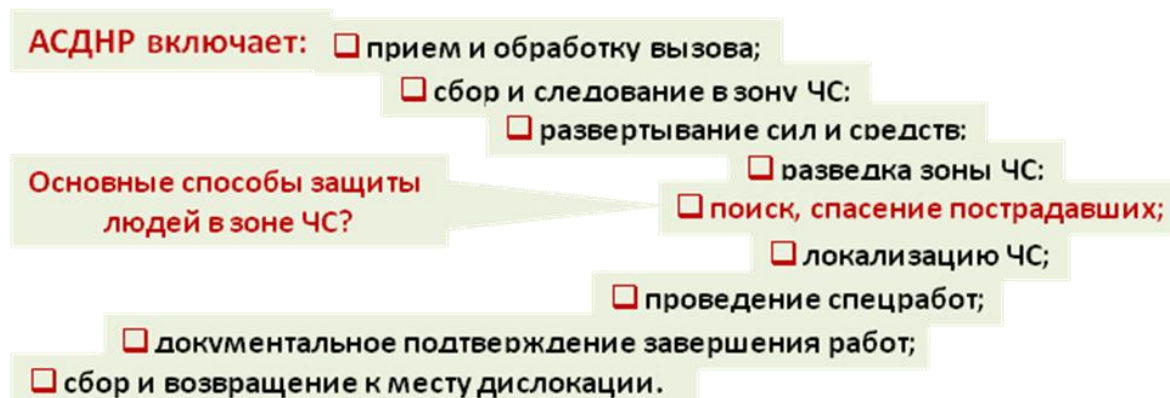 АСДНР включает:
прием и обработку вызова;
сбор и следование в зону ЧС;
развертывание сил и средств;
разведка зоны ЧС;
Основные способы защиты
людей в зоне ЧС?
поиск, спасение пострадавших;
локализацию ЧС;
проведение спецработ;
документальное подтверждение завершения работ;
сбор и возвращение к месту дислокации.